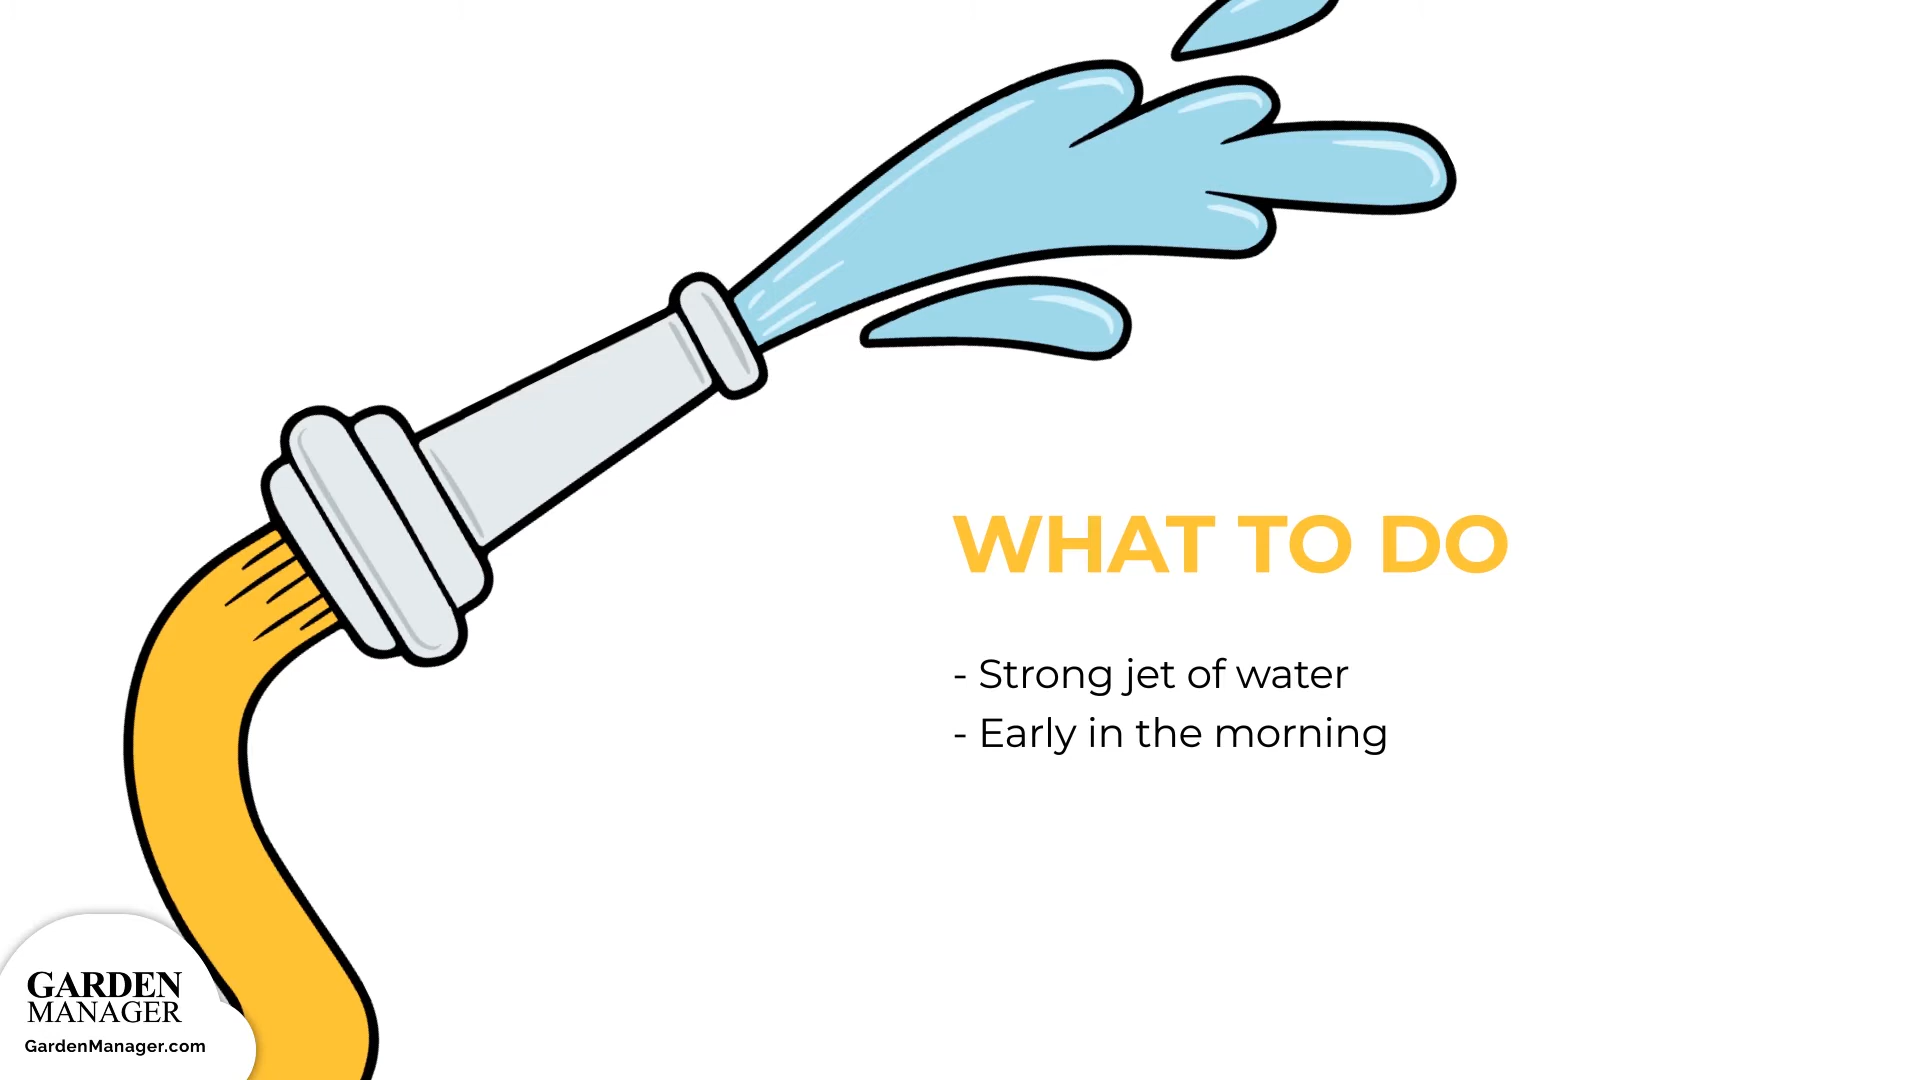 WHAT TO DO
- Strong jet of water
- Early in the morning
GARDEN
MANAGER
GardenManager.com